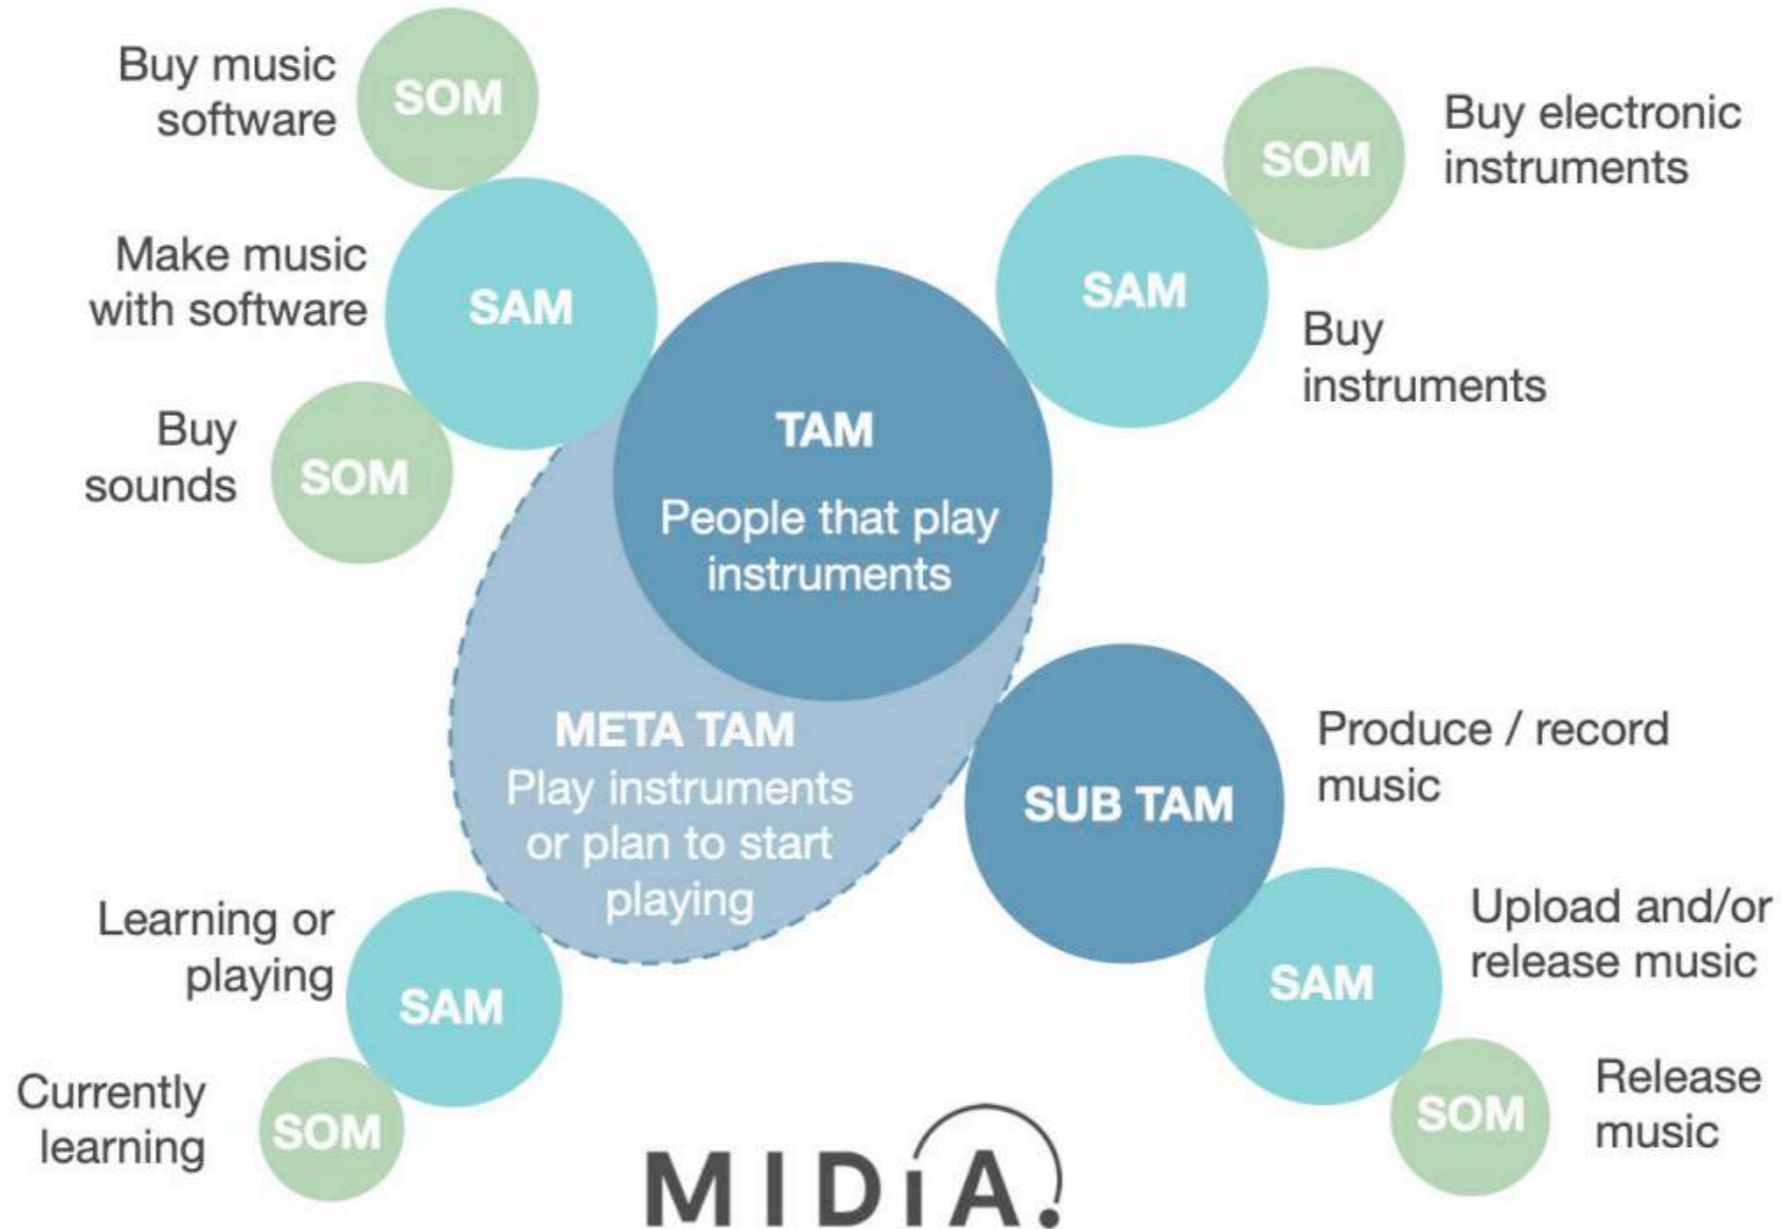 Buy music
software
SOM
Make music
with software
SAM
Buy
sounds
SOM
SOM
Buy electronic
instruments
SAM
Buy
instruments
TAM
People that play
instruments
META TAM
Play instruments
or plan to start
playing
SUB TAM
Produce / record
music
SAM
Upload and/or
release music
SOM
Release
music
Learning or
playing
SAM
Currently
learning
SOM
MIDiA.